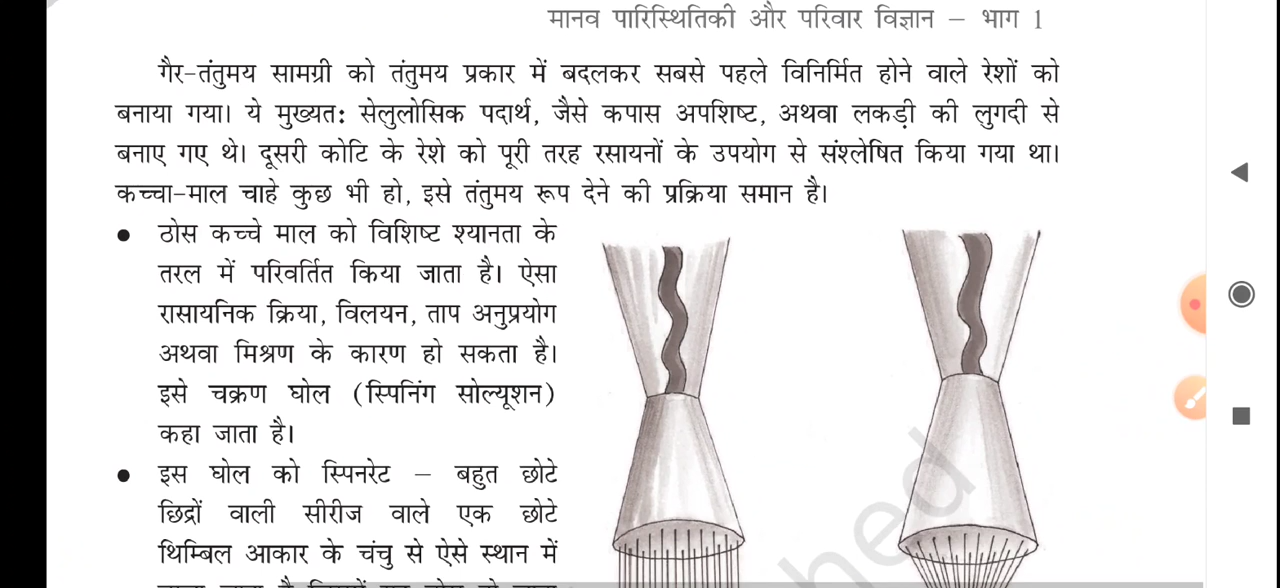 मानव पारिस्थितिकी और परिवार विज्ञान – भाग 1
गैर-तंतुमय सामग्री को तंतुमय प्रकार में बदलकर सबसे पहले विनिर्मित होने वाले रेशों को
बनाया गया। ये मुख्यत: सेलुलोसिक पदार्थ, जैसे कपास अपशिष्ट, अथवा लकड़ी की लुगदी से
बनाए गए थे। दूसरी कोटि के रेशे को पूरी तरह रसायनों के उपयोग से संश्लेषित किया गया था।
कच्चा-माल चाहे कुछ भी हो, इसे तंतुमय रूप देने की प्रक्रिया समान है।
• ठोस कच्चे माल को विशिष्ट श्यानता के
तरल में परिवर्तित किया जाता है। ऐसा
रासायनिक क्रिया, विलयन, ताप अनुप्रयोग
अथवा मिश्रण के कारण हो सकता है।
इसे चक्रण घोल (स्पिनिंग सोल्यूशन)
कहा जाता है।
• इस घोल को स्पिनरेट – बहुत छोटे
छिद्रों वाली सीरीज वाले एक छोटे
थिम्बिल आकार के चंचु से ऐसे स्थान में
hed